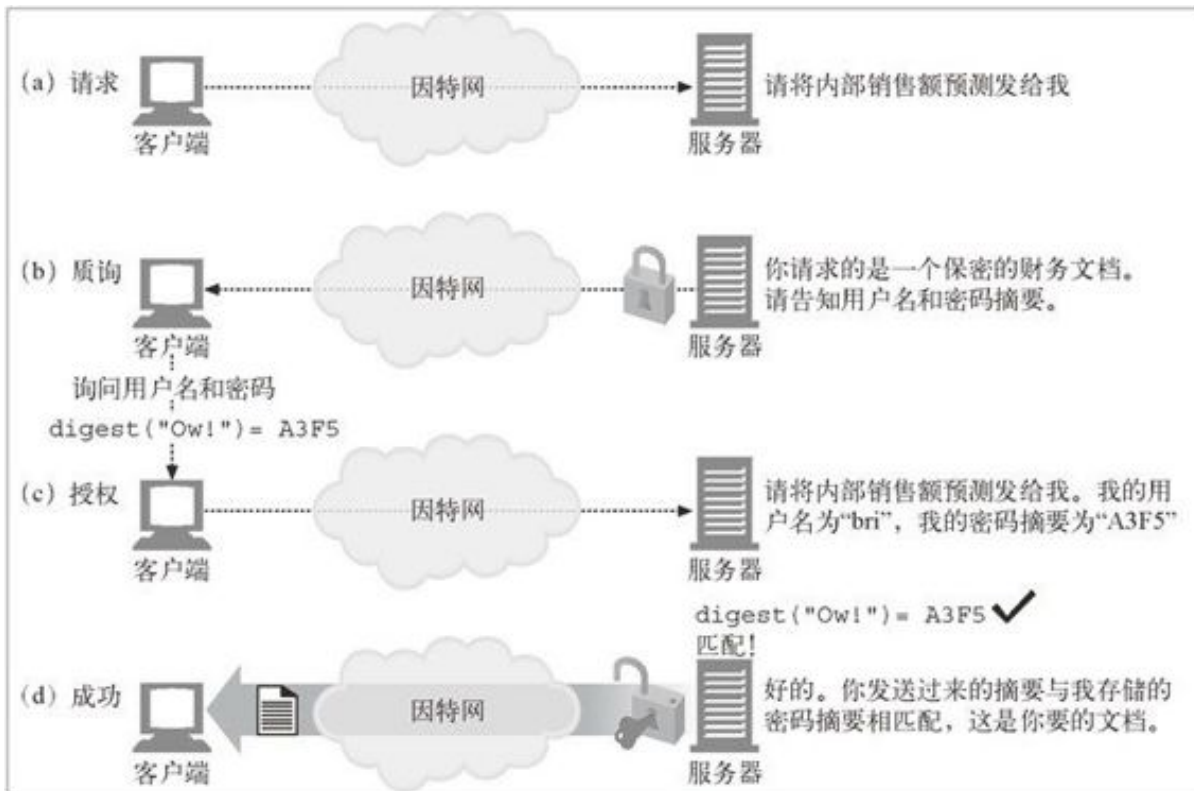 (a) 请求
因特网
请将内部销售额预测发给我
客户端
服务器
(b) 质询
因特网
你请求的是一个保密的财务文档。
请告知用户名和密码摘要。
客户端
服务器
询问用户名和密码
digest("Ow!")= A3F5
(c) 授权
因特网
请将内部销售额预测发给我。我的用
户名为“bri”，我的密码摘要为“A3F5”
客户端
服务器
digest("Ow!")= A3F5
匹配！
(d) 成功
因特网
好的。你发送过来的摘要与我存储的
密码摘要相匹配，这是你要的文档。
客户端
服务器